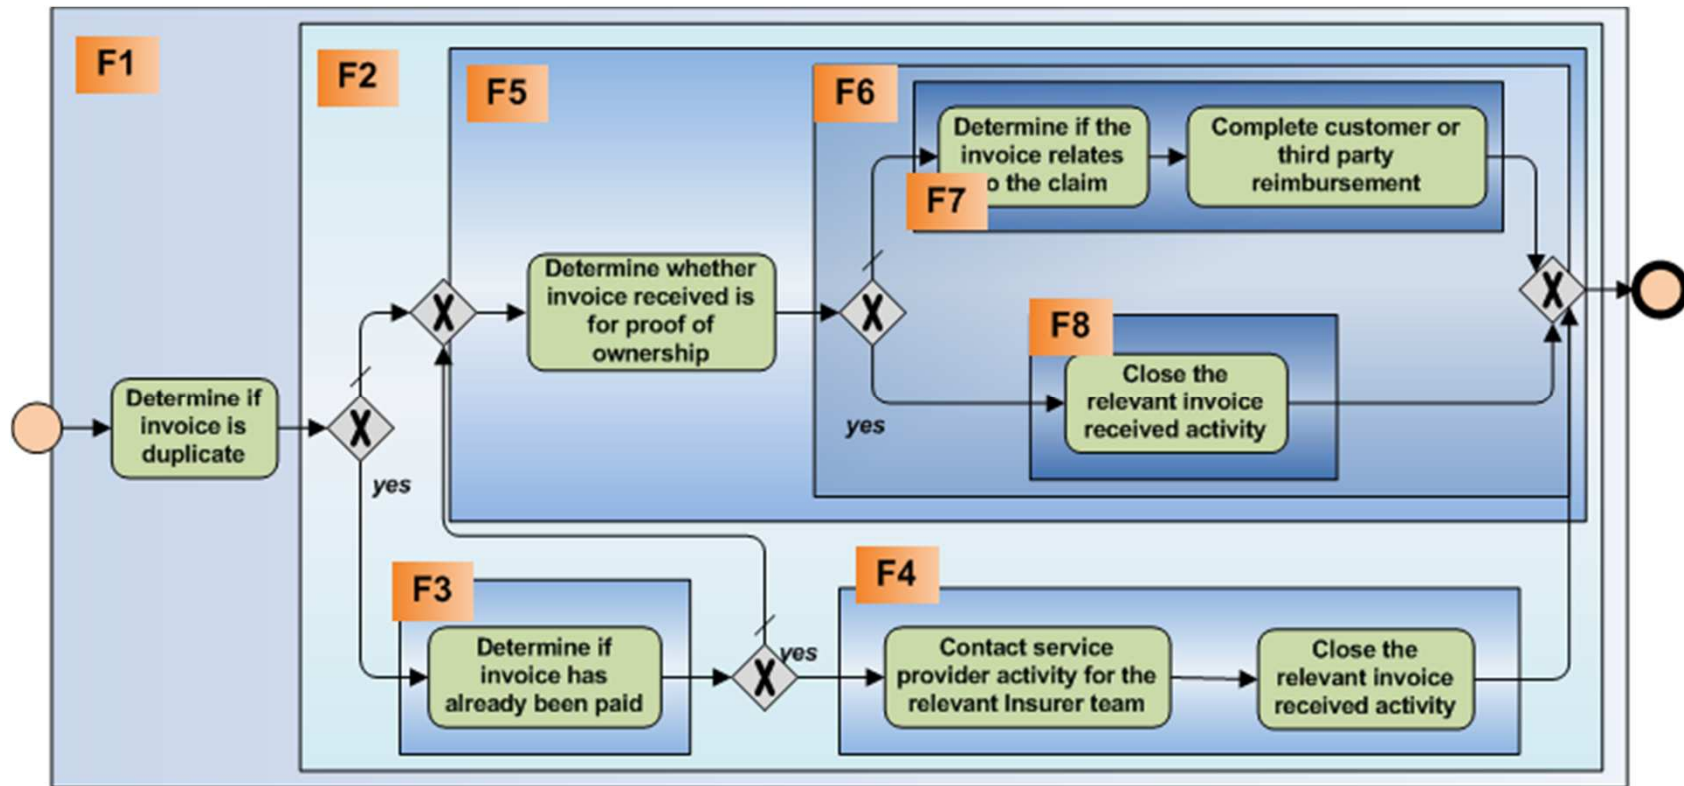 F1
F2
F5
F6
Determine if the
invoice relates
o the claim
Complete customer or
third party
reimbursement
F7
Determine whether
invoice received is
for proof of
ownership
X
X
X
F8
Close the
relevant invoice
received activity
yes
Determine if
invoice is
duplicate
X
yes
F3
Determine if
invoice has
already been paid
X
yes
F4
Contact service
provider activity for the
relevant Insurer team
Close the
relevant invoice
received activity